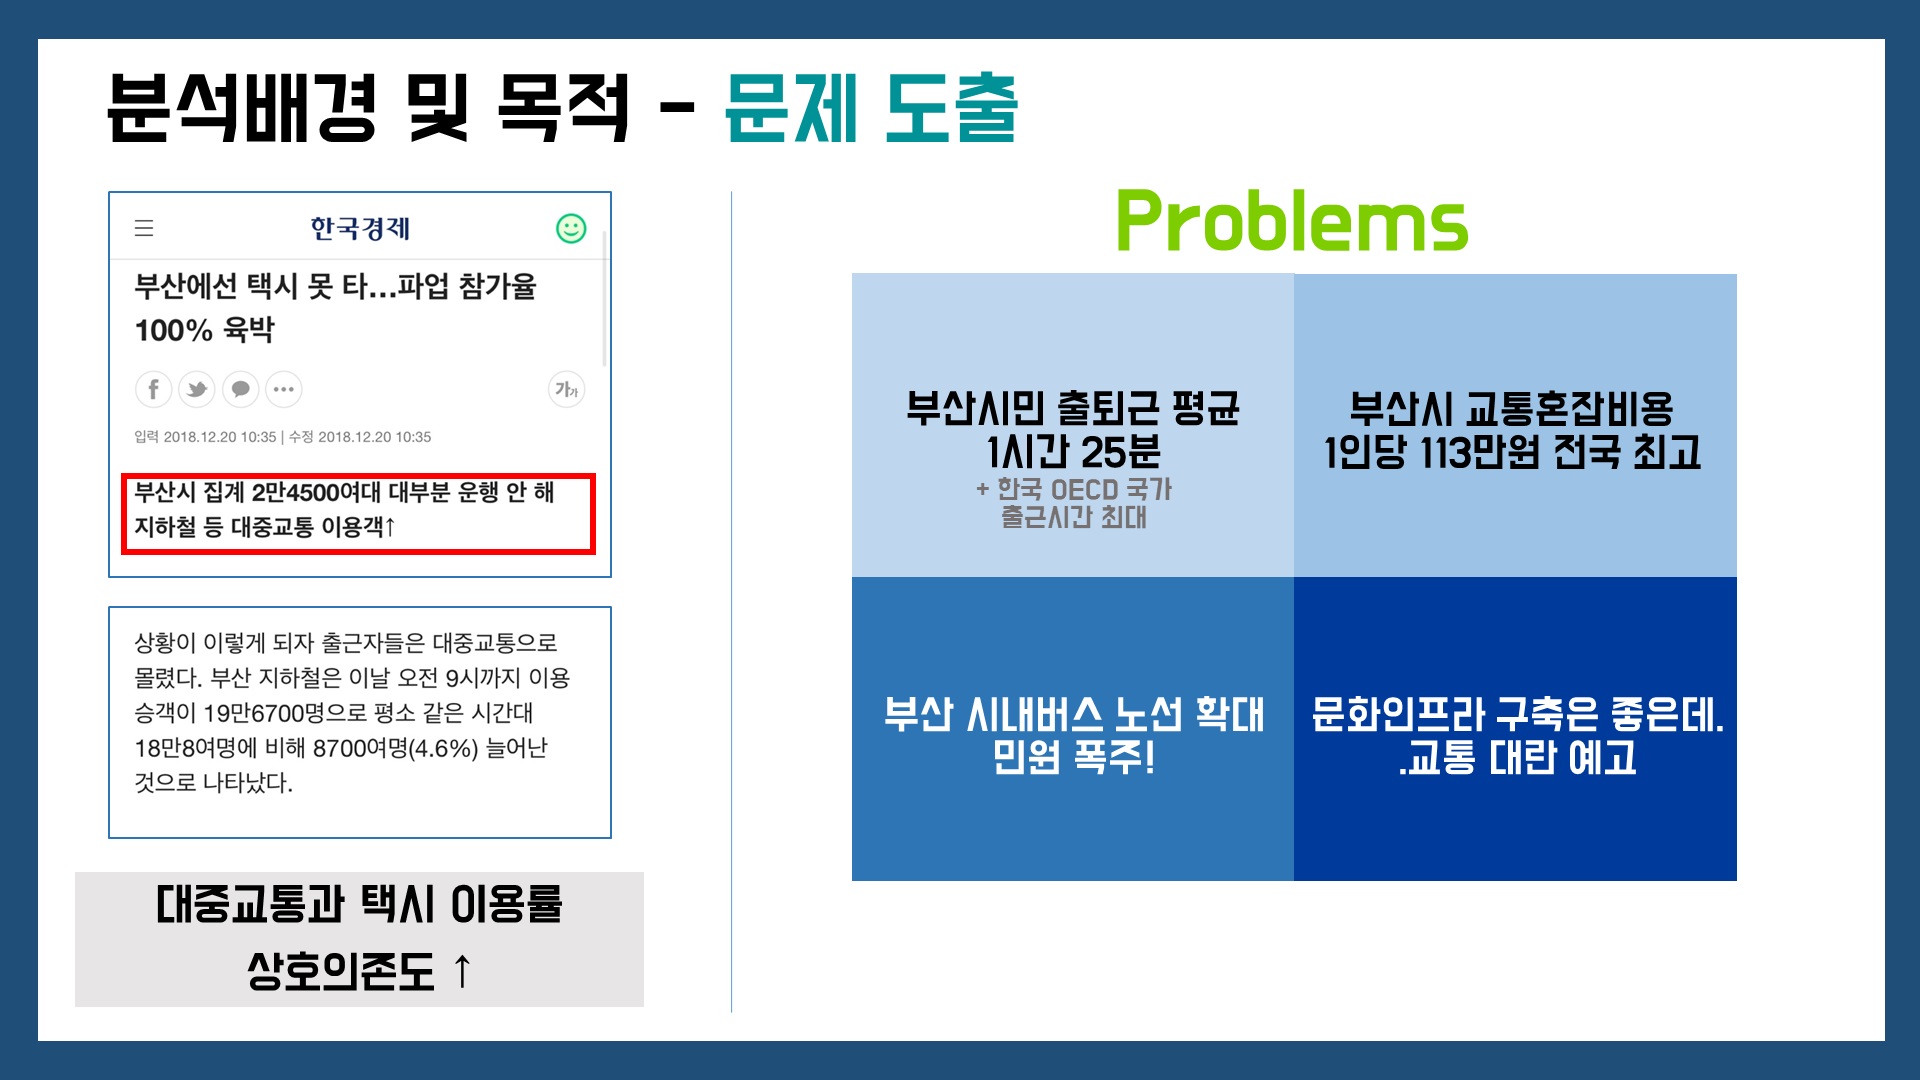 분석배경 및 목적 - 문제 도출
한국경제
부산에선 택시 못 타...파업 참가율
100% 육박
f
가가
입력 2018.12.20 10:35 | 수정 2018.12.20 10:35
부산시 집계 2만4500여대 대부분 운행 안 해
지하철 등 대중교통 이용객↑
상황이 이렇게 되자 출근자들은 대중교통으로
몰렸다. 부산 지하철은 이날 오전 9시까지 이용
승객이 19만6700명으로 평소 같은 시간대
18만8여명에 비해 8700여명(4.6%) 늘어난
것으로 나타났다.
대중교통과 택시 이용률
상호의존도 ↑
Problems
부산시민 출퇴근 평균
1시간 25분
+ 한국 OECD 국가
출근시간 최대
부산시 교통혼잡비용
1인당 113만원 전국 최고
부산 시내버스 노선 확대
민원 폭주!
문화인프라 구축은 좋은데.
.교통 대란 예고